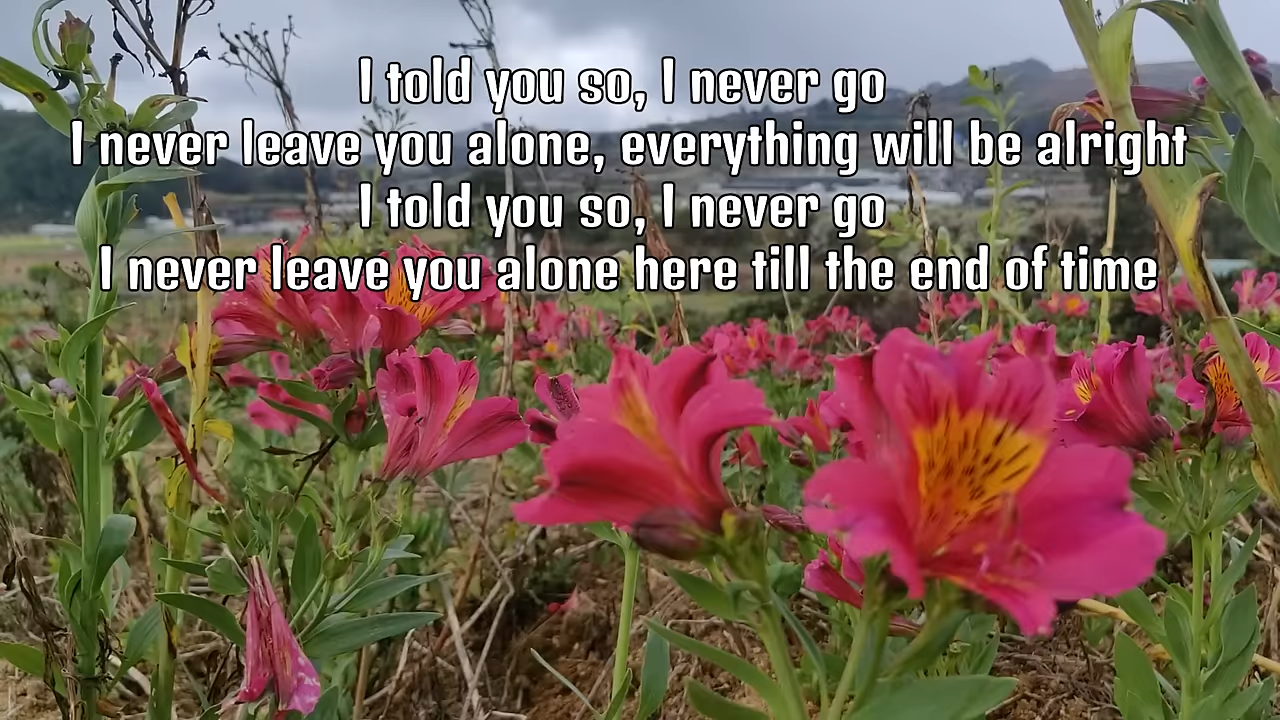 I told you so, I never go
I never leave you alone, everything will be alright
I told you so, I never go
I never leave you alone here till the end of time